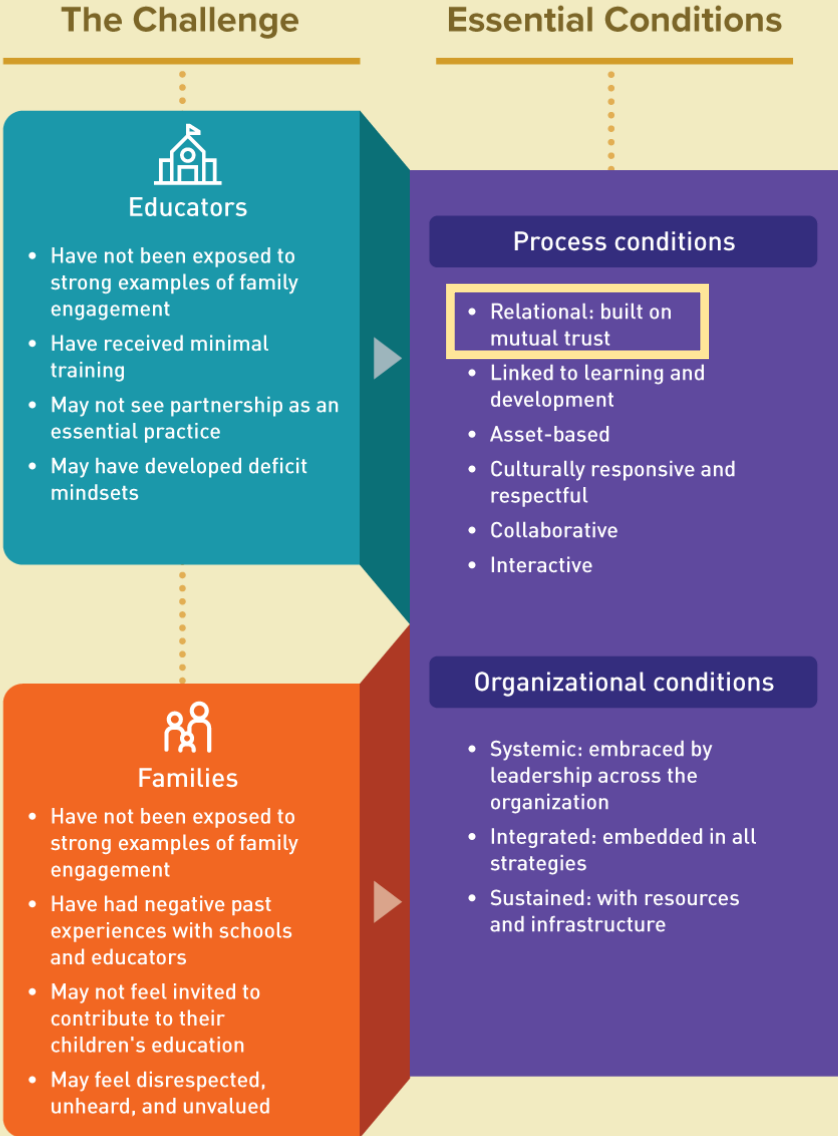 The Challenge
Educators
• Have not been exposed to
strong examples of family
engagement
• Have received minimal
training
• May not see partnership as an
essential practice
• May have developed deficit
mindsets
Families
• Have not been exposed to
strong examples of family
engagement
• Have had negative past
experiences with schools
and educators
• May not feel invited to
contribute to their
children's education
• May feel disrespected,
unheard, and unvalued
Essential Conditions
Process conditions
• Relational: built on
mutual trust
• Linked to learning and
development
• Asset-based
• Culturally responsive and
respectful
• Collaborative
• Interactive
Organizational conditions
• Systemic: embraced by
leadership across the
organization
• Integrated: embedded in all
strategies
• Sustained: with resources
and infrastructure